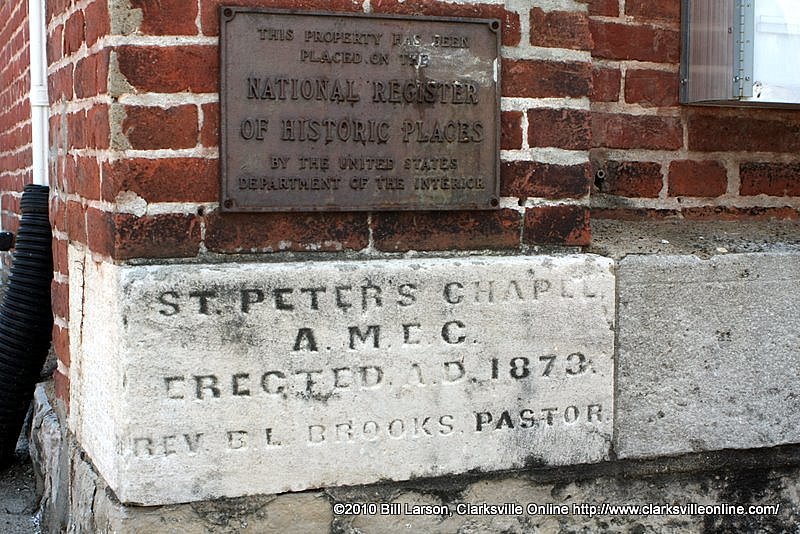 THIS PROPERTY HAS BEEN
PLACED ON THE
NATIONAL REGISTER
OF HISTORIC PLACES
BY THE UNITED STATES
DEPARTMENT OF THE INTERIOR
ST. PETER'S CHAPEL
A.M.E.C.
ERECTED. A.D. 1873.
REV. B.L. BROOKS. PASTOR
©2010 Bill Larson, Clarksville Online http://www.clarksvilleonline.com/